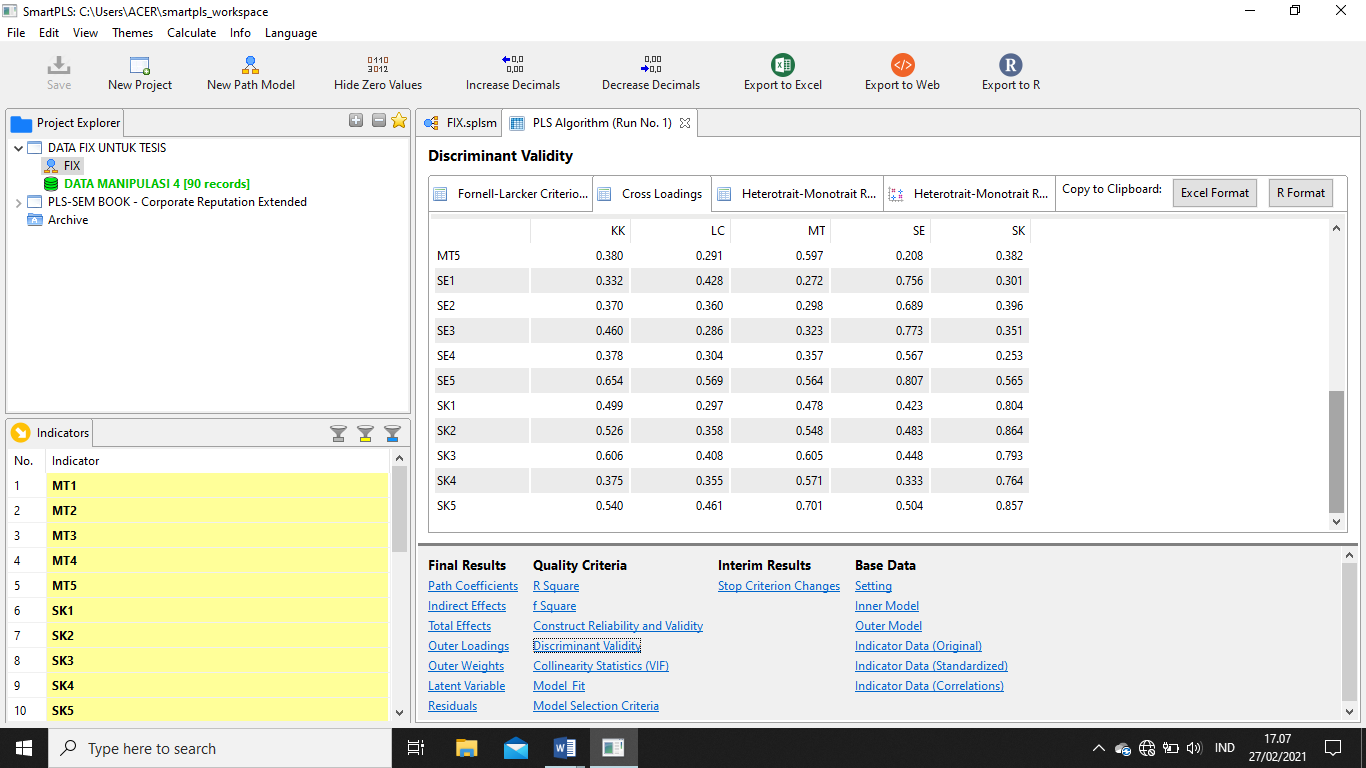 SmartPLS: C:\Users\ACER\smartpls_workspace
File Edit View Themes Calculate Info Language
Save New Project New Path Model Hide Zero Values Increase Decimals Decrease Decimals Export to Excel Export to Web Export to R
Project Explorer
DATA FIX UNTUK TESIS
FIX
DATA MANIPULASI 4 [90 records]
PLS-SEM BOOK - Corporate Reputation Extended
Archive
Indicators
No. Indicator
1 MT1
2 MT2
3 MT3
4 MT4
5 MT5
6 SK1
7 SK2
8 SK3
9 SK4
10 SK5
FIX.splsm PLS Algorithm (Run No. 1)
Discriminant Validity
Fornell-Larcker Criterio... Cross Loadings Heterotrait-Monotrait R... Heterotrait-Monotrait R... Copy to Clipboard: Excel Format R Format
KK LC MT SE SK
MT5 0.380 0.291 0.597 0.208 0.382
SE1 0.332 0.428 0.272 0.756 0.301
SE2 0.370 0.360 0.298 0.689 0.396
SE3 0.460 0.286 0.323 0.773 0.351
SE4 0.378 0.304 0.357 0.567 0.253
SE5 0.654 0.569 0.564 0.807 0.565
SK1 0.499 0.297 0.478 0.423 0.804
SK2 0.526 0.358 0.548 0.483 0.864
SK3 0.606 0.408 0.605 0.448 0.793
SK4 0.375 0.355 0.571 0.333 0.764
SK5 0.540 0.461 0.701 0.504 0.857
Final Results Quality Criteria Interim Results Base Data
Path Coefficients R Square Stop Criterion Changes Setting
Indirect Effects f Square Inner Model
Total Effects Construct Reliability and Validity Outer Model
Outer Loadings Discriminant Validity Indicator Data (Original)
Outer Weights Collinearity Statistics (VIF) Indicator Data (Standardized)
Latent Variable Model_Fit Indicator Data (Correlations)
Residuals Model Selection Criteria
Type here to search
IND
17.07
27/02/2021